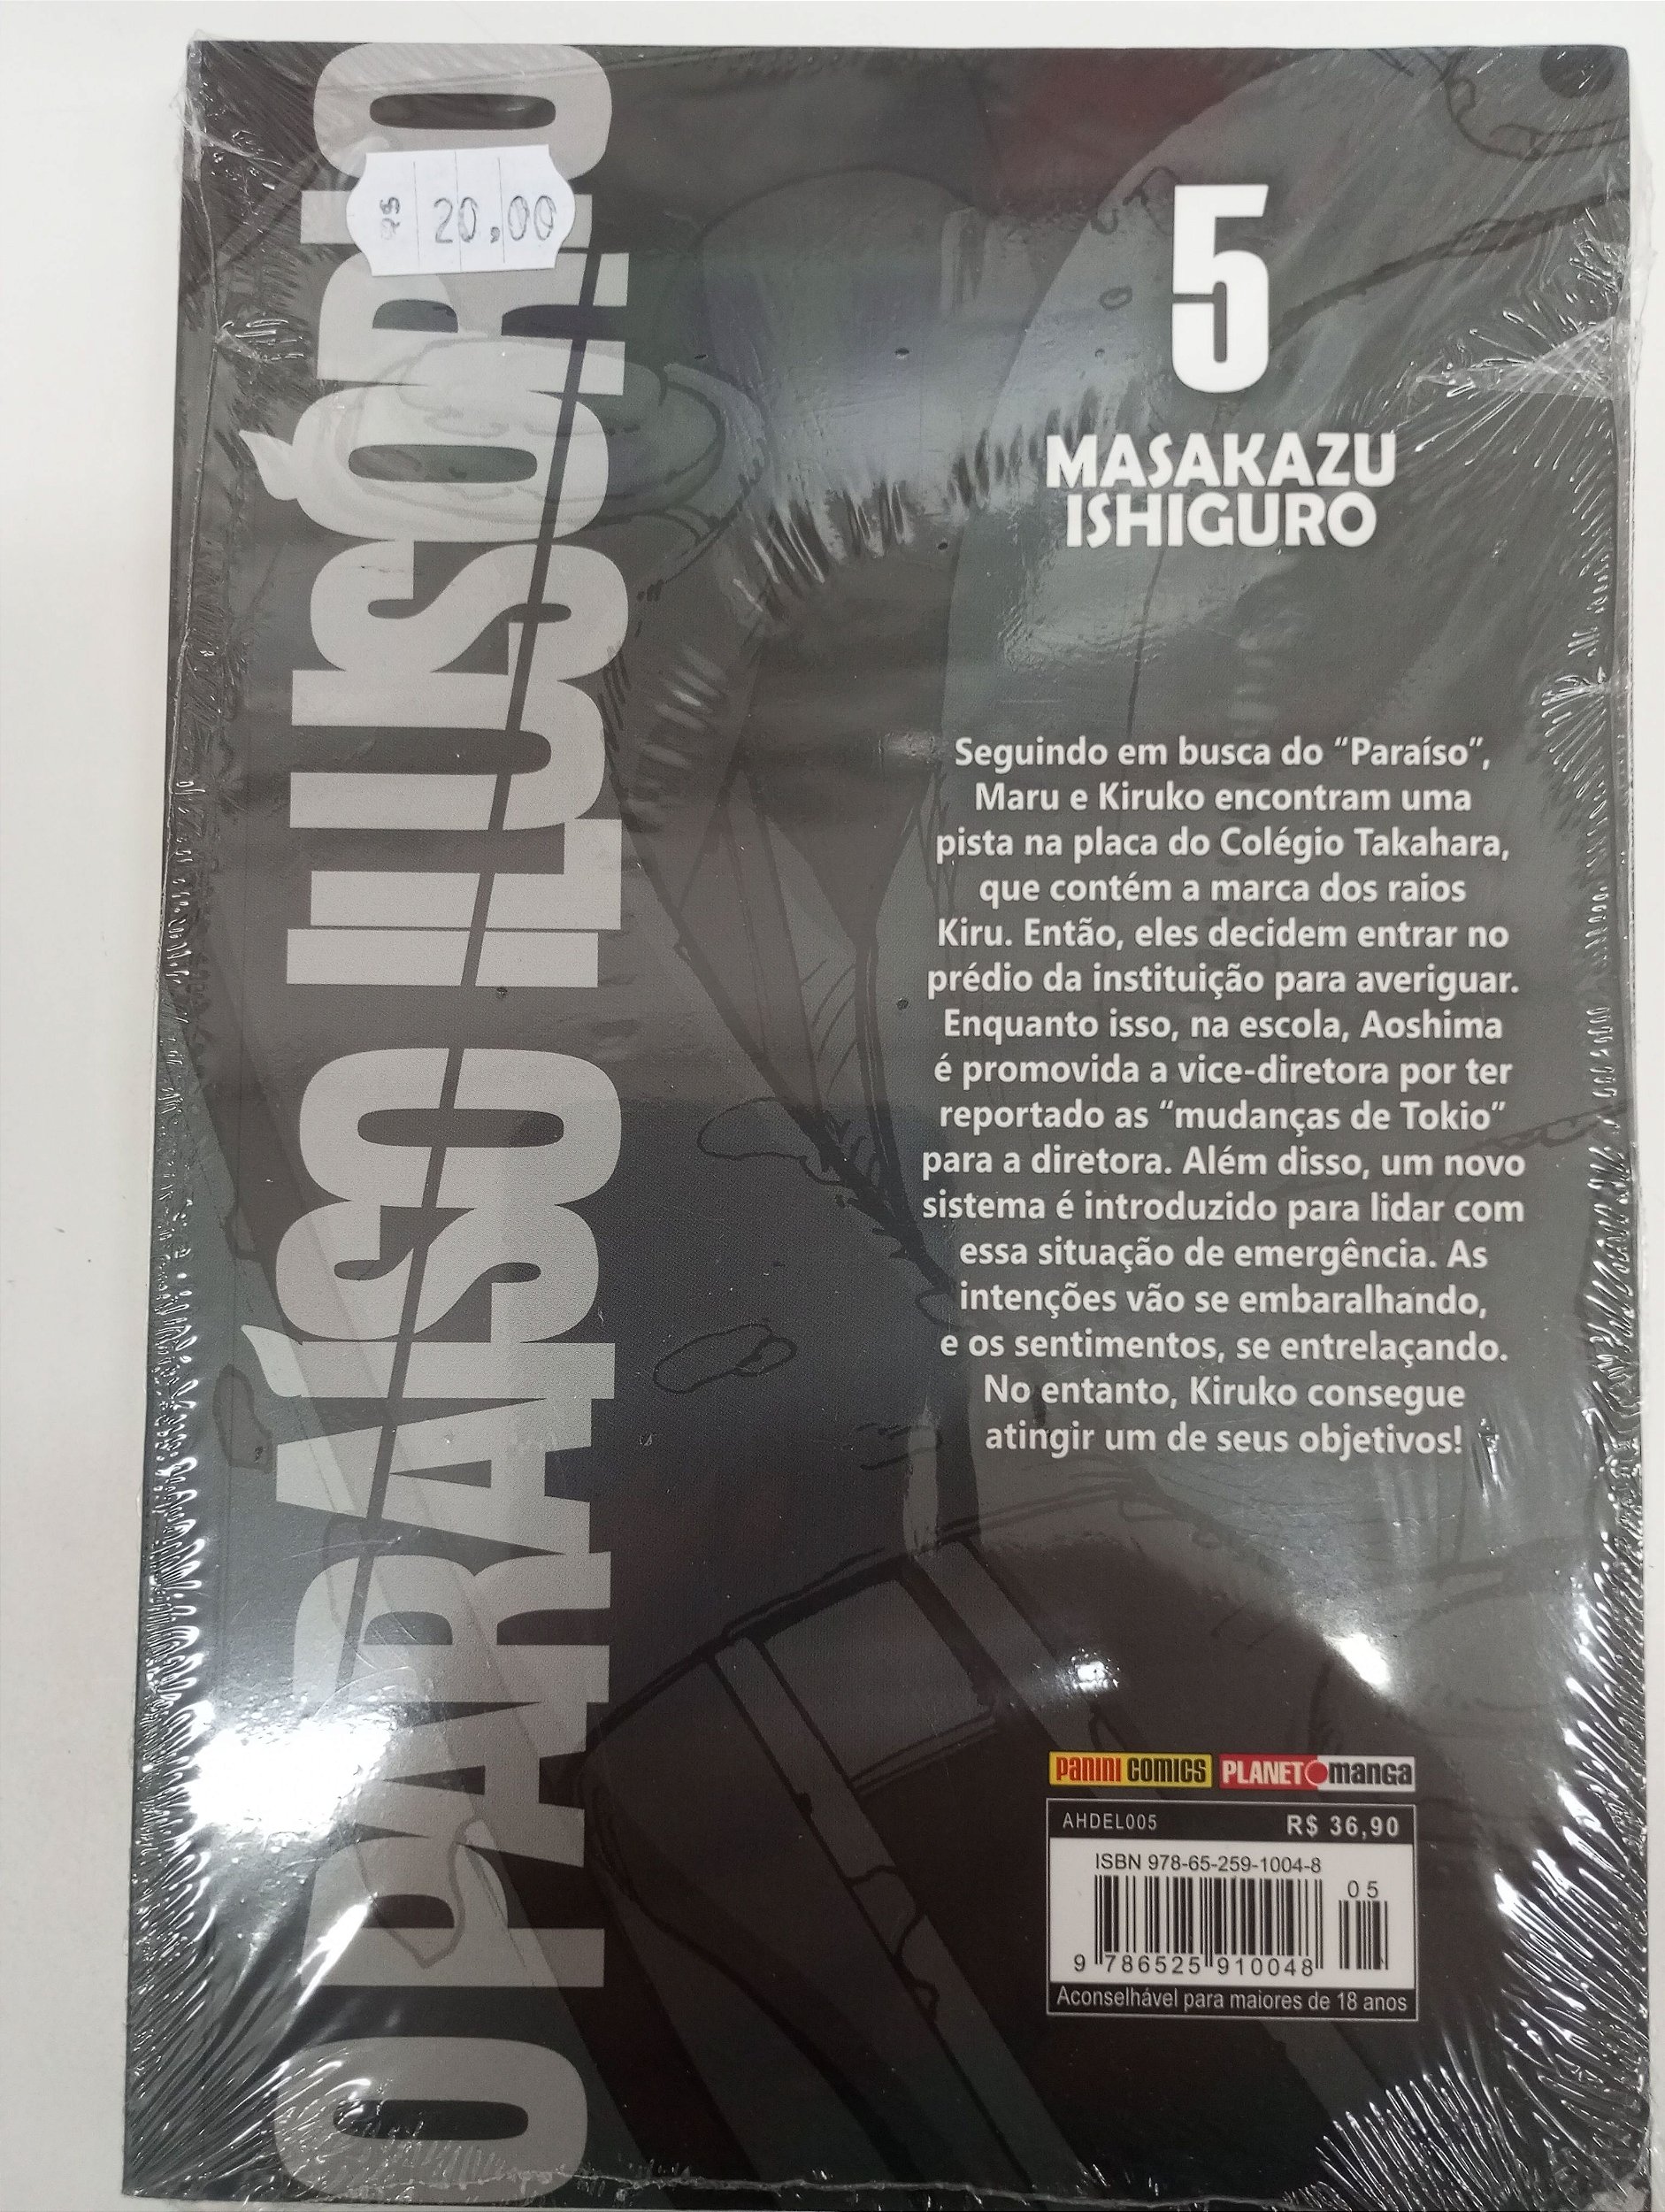 O PARAÍSO ILUSÓRIO
R$ 20,00
5
MASAKAZU
ISHIGURO
Seguindo em busca do “Paraíso”,
Maru e Kiruko encontram uma
pista na placa do Colégio Takahara,
que contém a marca dos raios
Kiru. Então, eles decidem entrar no
prédio da instituição para averiguar.
Enquanto isso, na escola, Aoshima
é promovida a vice-diretora por ter
reportado as “mudanças de Tokio”
para a diretora. Além disso, um novo
sistema é introduzido para lidar com
essa situação de emergência. As
intenções vão se embaralhando,
e os sentimentos, se entrelaçando.
No entanto, Kiruko consegue
atingir um de seus objetivos!
PANINI COMICS PLANET manga
AHDEL005 R$ 36,90
ISBN 978-65-259-1004-8
05
9 786525 910048
Aconselhável para maiores de 18 anos